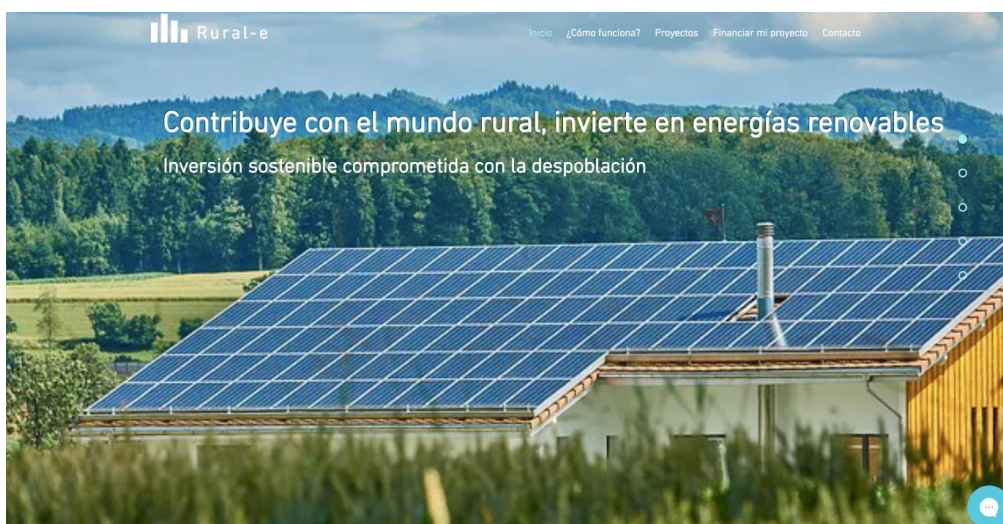 Rural-e
Inicio ¿Cómo funciona? Proyectos Financiar mi proyecto Contacto
Contribuye con el mundo rural, invierte en energías renovables
Inversión sostenible comprometida con la despoblación